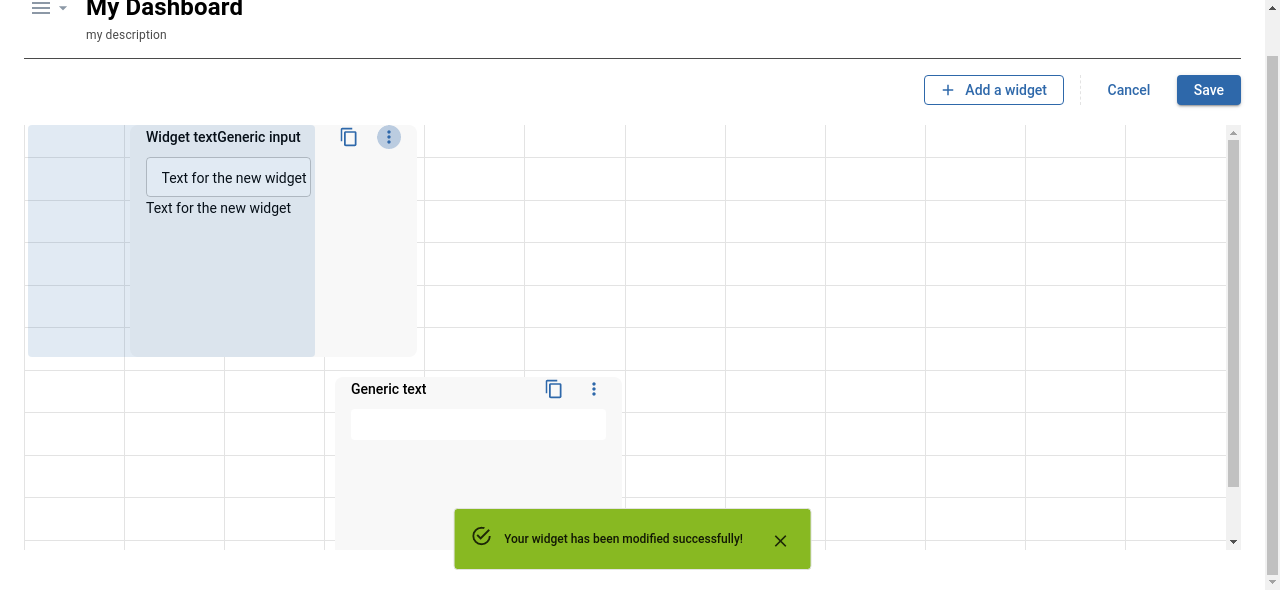 My Dashboard
my description
Add a widget
Cancel
Save
Widget textGeneric input
Text for the new widget
Text for the new widget
Generic text
Your widget has been modified successfully!